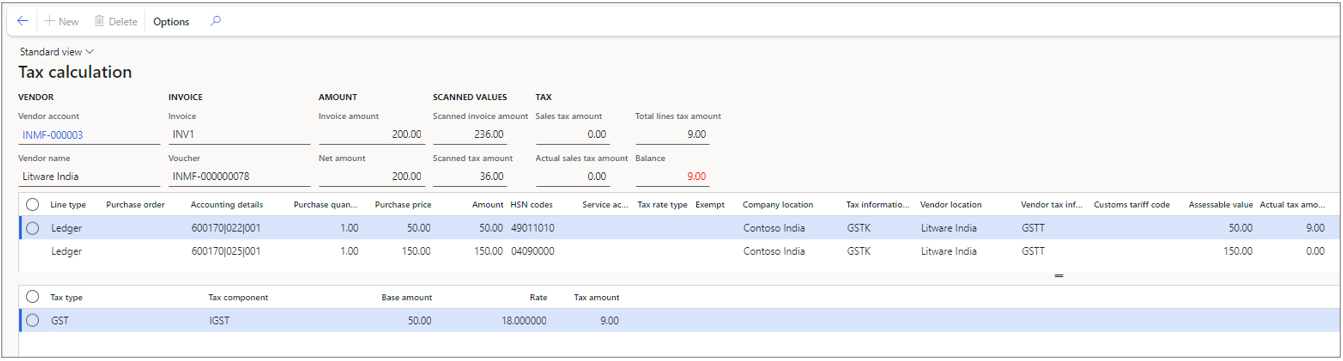 New Delete Options
Standard view
Tax calculation
VENDOR INVOICE AMOUNT SCANNED VALUES TAX
Vendor account Invoice Invoice amount Scanned invoice amount Sales tax amount Total lines tax amount
INMF-000003 INV1 200.00 236.00 0.00 9.00
Vendor name Voucher Net amount Scanned tax amount Actual sales tax amount Balance
Litware India INMF-000000078 200.00 36.00 0.00 9.00
Line type Purchase order Accounting details Purchase quan... Purchase price Amount HSN codes Service ac... Tax rate type Exempt Company location Tax informatio... Vendor location Vendor tax inf... Customs tariff code Assessable value Actual tax amo...
Ledger 600170|022|001 1.00 50.00 50.00 49011010 Contoso India GSTK Litware India GSTT 50.00 9.00
Ledger 600170|025|001 1.00 150.00 150.00 04090000 Contoso India GSTK Litware India GSTT 150.00 0.00
Tax type Tax component Base amount Rate Tax amount
GST IGST 50.00 18.000000 9.00